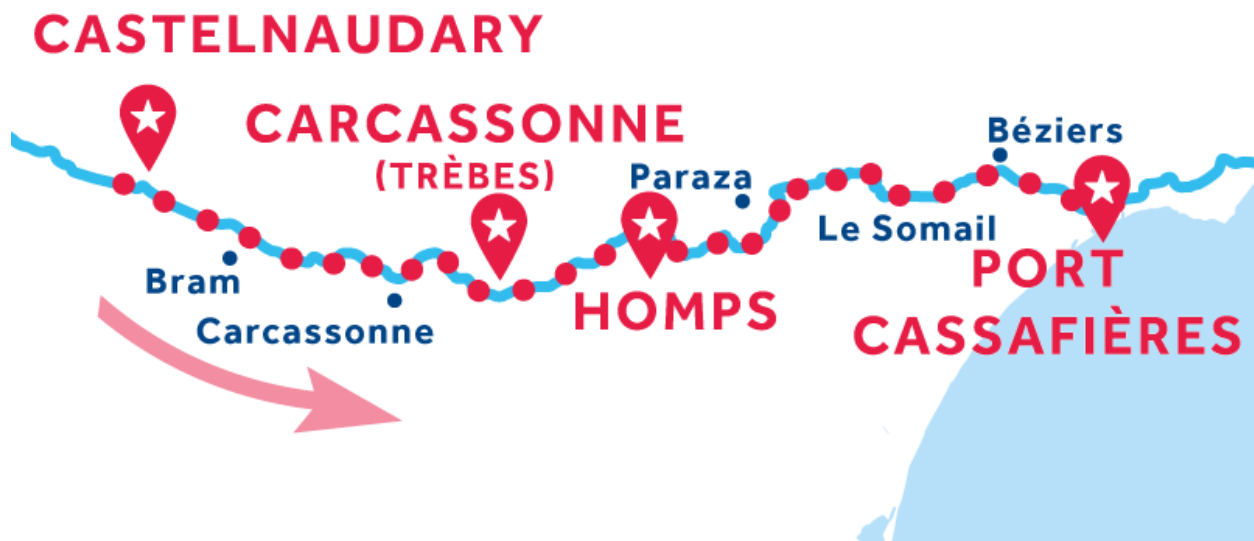 CASTELNAUDARY
CARCASSONNE
(TRÈBES)
Béziers
Paraza
Le Somail
Bram
PORT
CASSAFIÈRES
HOMPS
Carcassonne